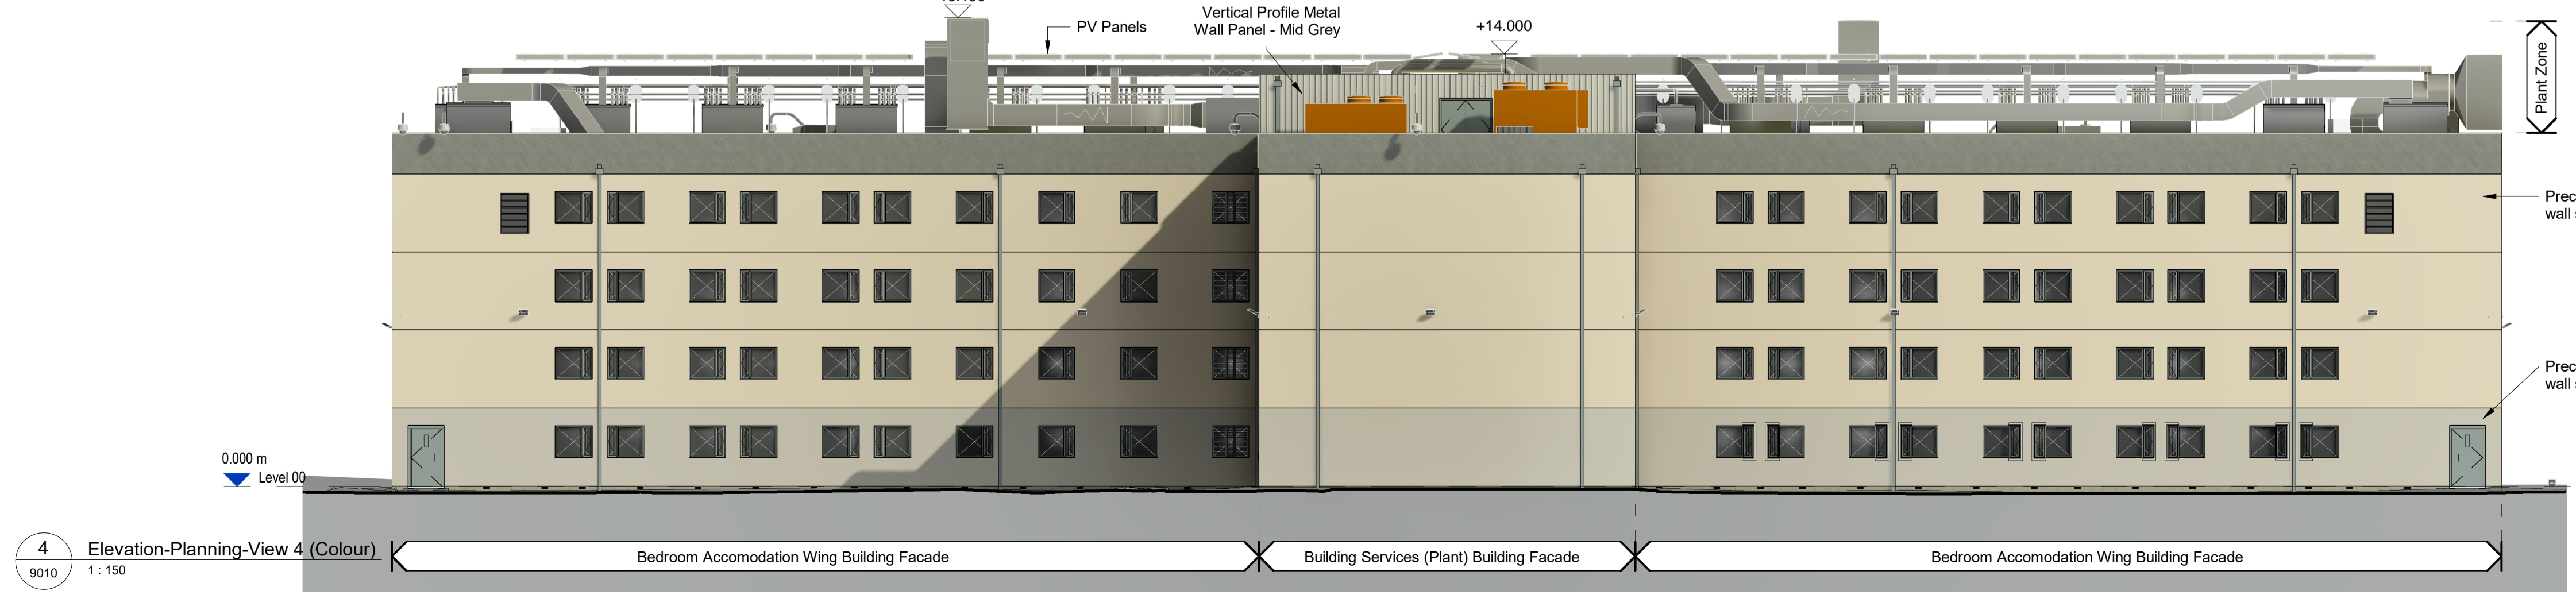 PV Panels
Vertical Profile Metal
Wall Panel - Mid Grey
+14.000
Plant Zone
wall
wall
0.000 m
Level 00
4
9010
Elevation-Planning-View 4 (Colour)
1 : 150
Bedroom Accomodation Wing Building Facade
Building Services (Plant) Building Facade
Bedroom Accomodation Wing Building Facade